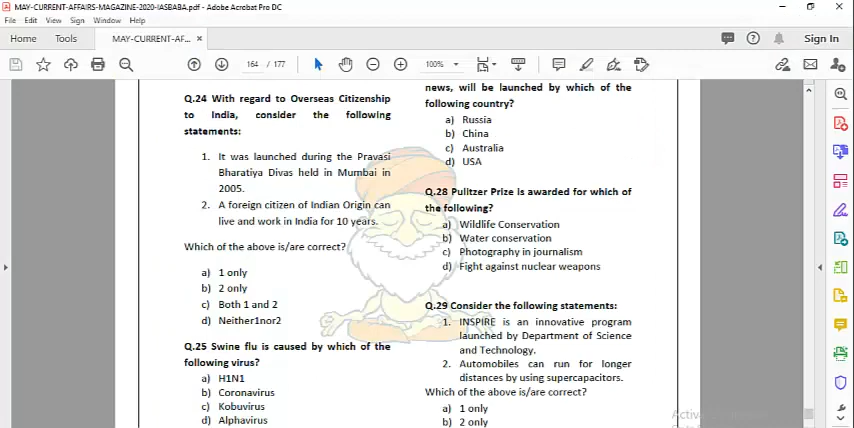 MAY-CURRENT-AFFAIRS-MAGAZINE-2020-IASBABA.pdf - Adobe Acrobat Pro DC
File Edit View Sign Window Help
Home Tools MAY-CURRENT-AF... × Sign In
164 / 177 100%
Q.24 With regard to Overseas Citizenship
to India, consider the following
statements:
1. It was launched during the Pravasi
Bharatiya Divas held in Mumbai in
2005.
2. A foreign citizen of Indian Origin can
live and work in India for 10 years.
Which of the above is/are correct?
a) 1 only
b) 2 only
c) Both 1 and 2
d) Neither1nor2
Q.25 Swine flu is caused by which of the
following virus?
a) H1N1
b) Coronavirus
c) Kobuvirus
d) Alphavirus
news, will be launched by which of the
following country?
a) Russia
b) China
c) Australia
d) USA
Q.28 Pulitzer Prize is awarded for which of
the following?
a) Wildlife Conservation
b) Water conservation
c) Photography in journalism
d) Fight against nuclear weapons
Q.29 Consider the following statements:
1. INSPIRE is an innovative program
launched by Department of Science
and Technology.
2. Automobiles can run for longer
distances by using supercapacitors.
Which of the above is/are correct?
a) 1 only
b) 2 only